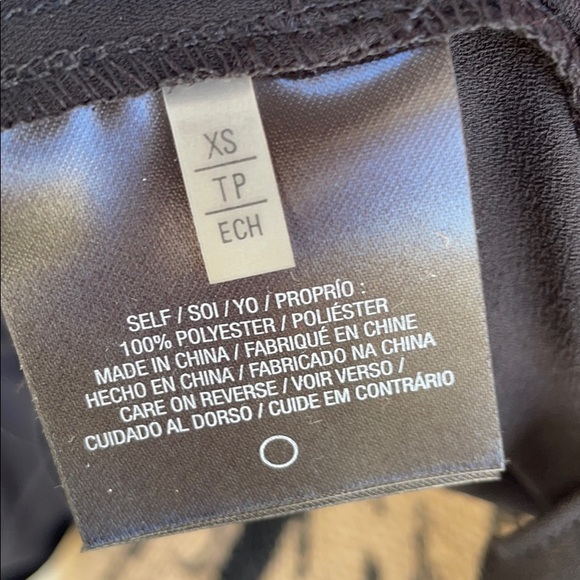 XS
TP
ECH
SELF / SOI / YO / PROPRÍO :
100% POLYESTER / POLIÉSTER
MADE IN CHINA / FABRIQUÉ EN CHINE
HECHO EN CHINA / FABRICADO NA CHINA
CARE ON REVERSE / VOIR VERSO /
CUIDADO AL DORSO / CUIDE EM CONTRÁRIO